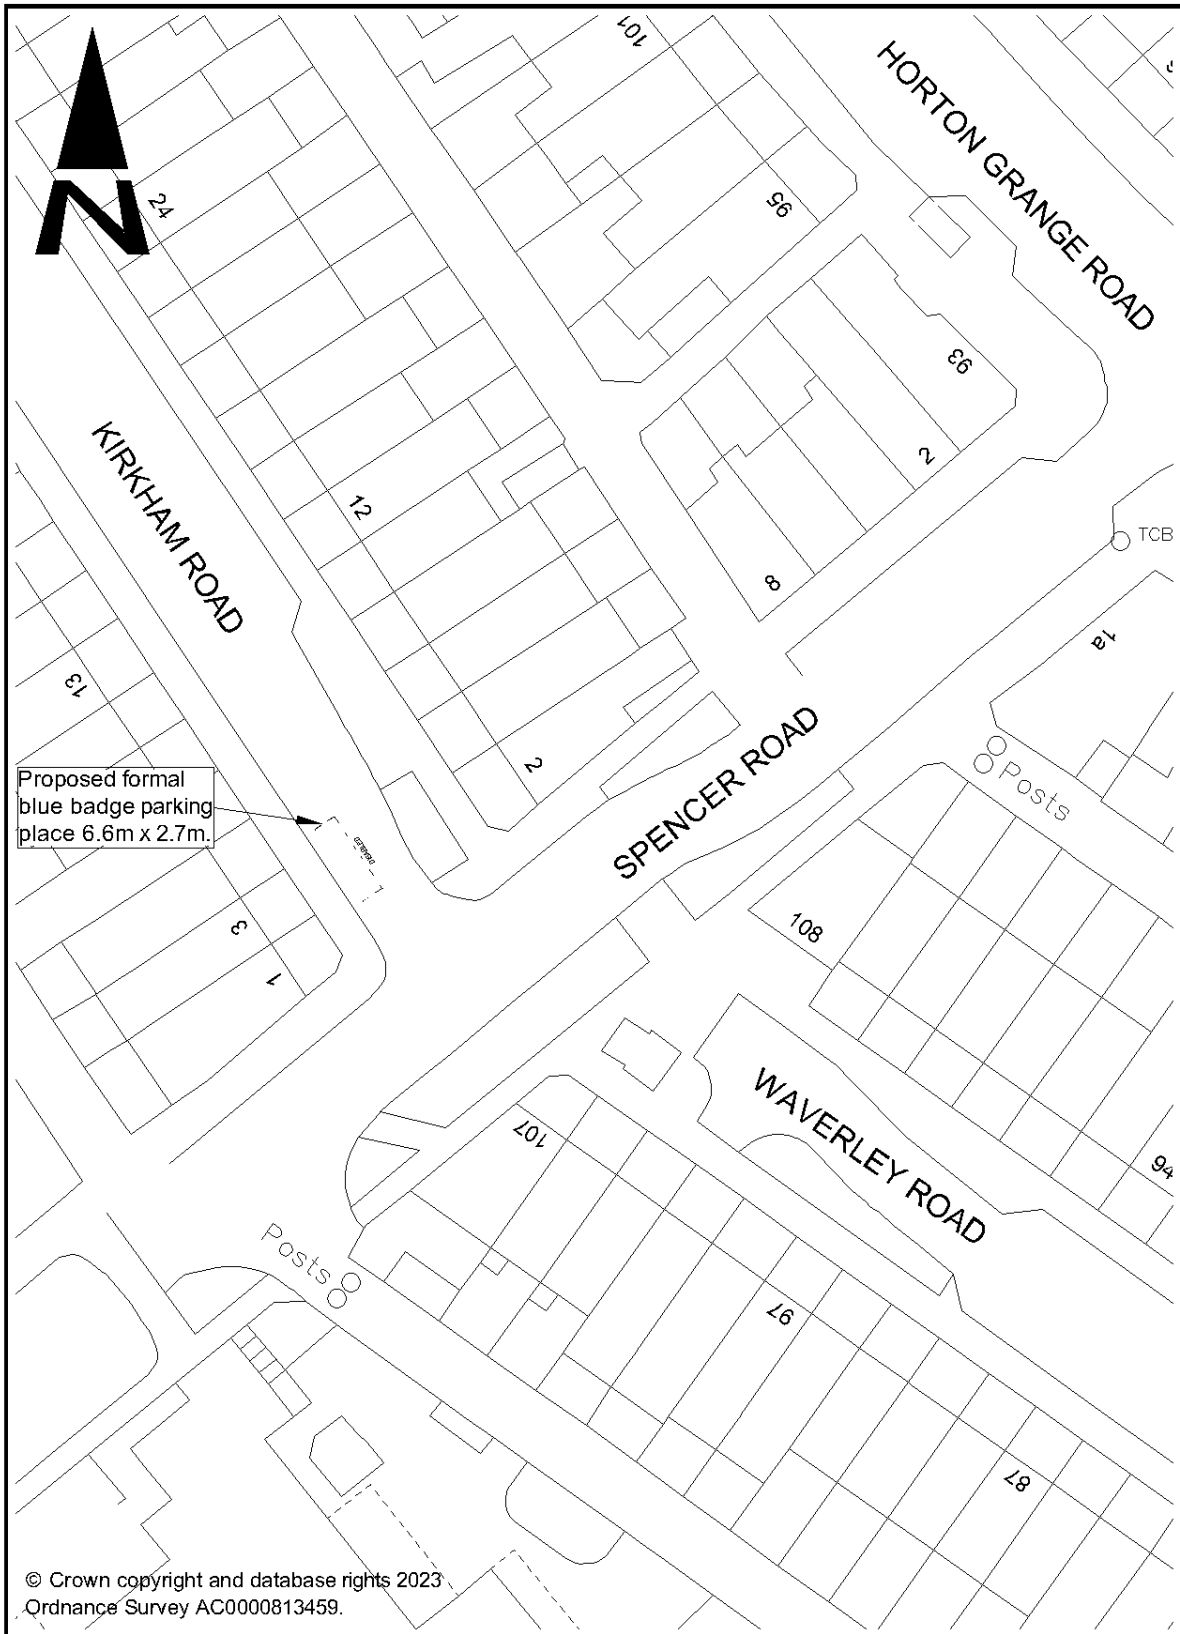 101
HORTON GRANGE ROAD
N
24
95
93
KIRKHAM ROAD
12
2
TCB
8
1a
13
SPENCER ROAD
2
Posts
Proposed formal
blue badge parking
place 6.6m x 2.7m.
DISABLED
3
108
1
WAVERLEY ROAD
107
94
Posts
97
87
© Crown copyright and database rights 2023
Ordnance Survey AC0000813459.